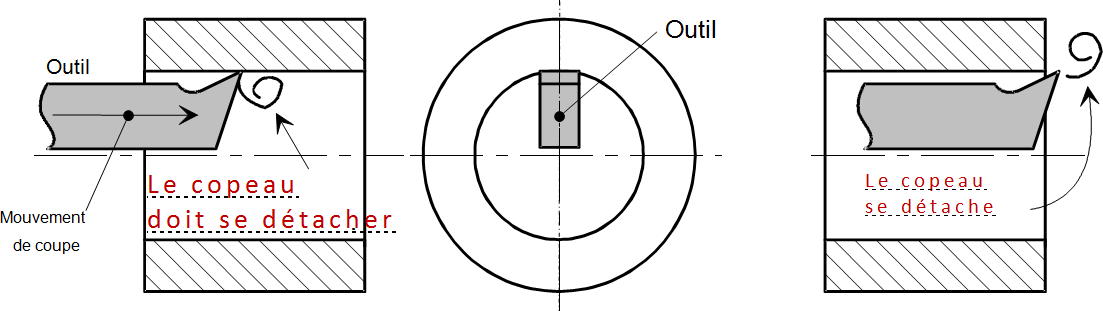 Outil
Mouvement
de coupe
Le copeau
doit se détacher
Outil
Le copeau
se détache